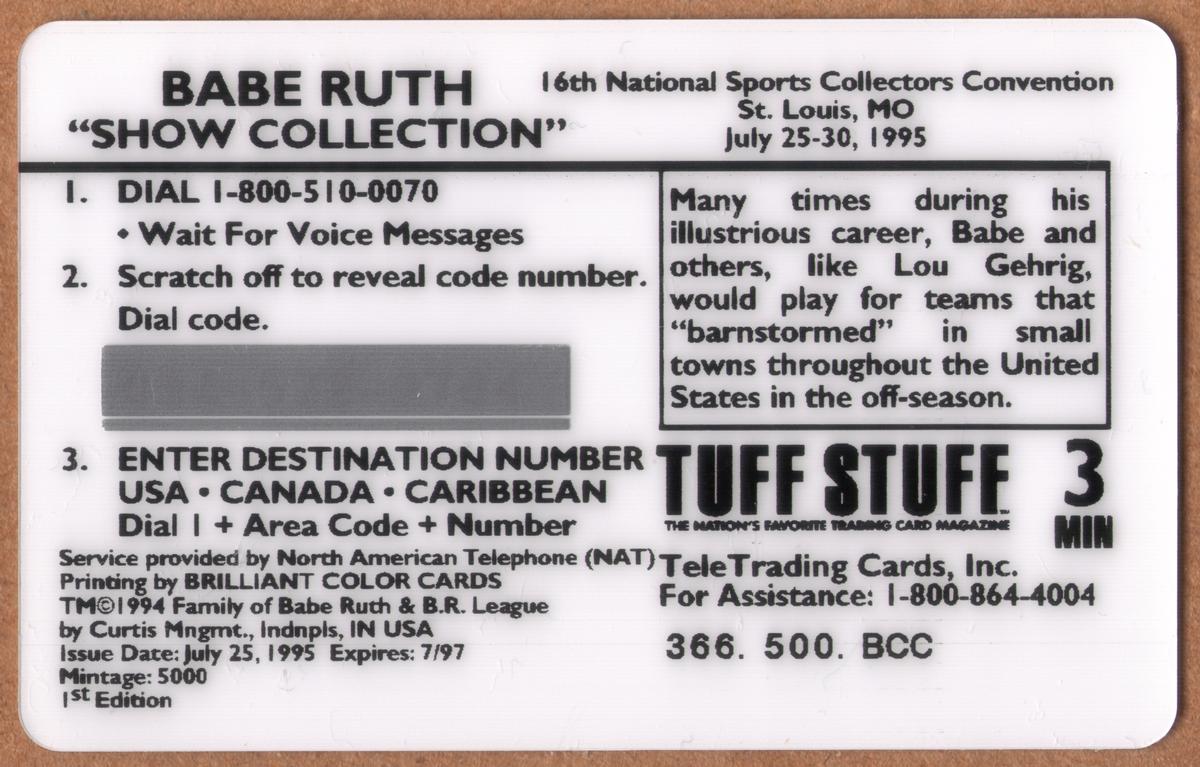 BABE RUTH
"SHOW COLLECTION"
16th National Sports Collectors Convention
St. Louis, MO
July 25-30, 1995
1. DIAL 1-800-510-0070
• Wait For Voice Messages
2. Scratch off to reveal code number.
Dial code.
3. ENTER DESTINATION NUMBER
USA • CANADA • CARIBBEAN
Dial 1 + Area Code + Number
Service provided by North American Telephone (NAT)
Printing by BRILLIANT COLOR CARDS
TM©1994 Family of Babe Ruth & B.R. League
by Curtis Mngmt., Indnpls, IN USA
Issue Date: July 25, 1995 Expires: 7/97
Mintage: 5000
1st Edition
Many times during his
illustrious career, Babe and
others, like Lou Gehrig,
would play for teams that
"barnstormed" in small
towns throughout the United
States in the off-season.
TUFF STUFF™
THE NATION'S FAVORITE TRADING CARD MAGAZINE
3
MIN
TeleTrading Cards, Inc.
For Assistance: 1-800-864-4004
366. 500. BCC